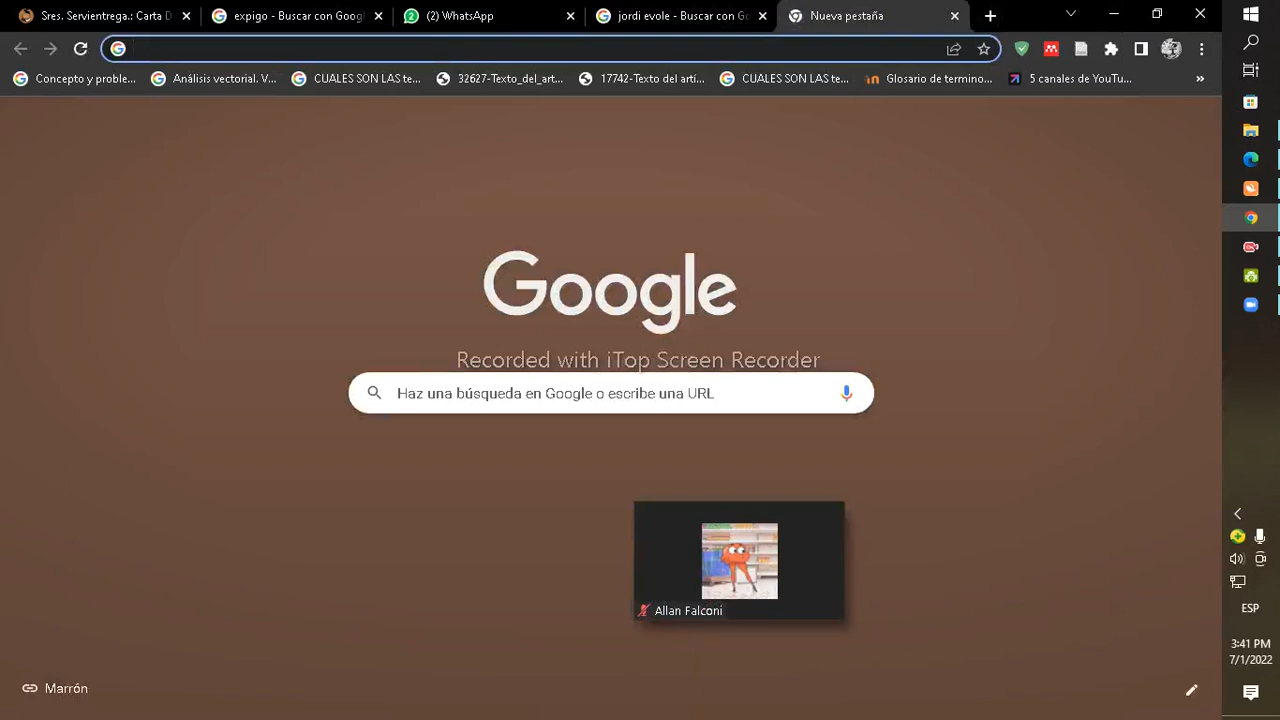 Sres. Servientrega.: Carta D
expigo - Buscar con Goog
(2) WhatsApp
jordi evole - Buscar con Go
Nueva pestaña
Concepto y proble...
Análisis vectorial. V...
CUALES SON LAS te...
32627-Texto_del_art...
17742-Texto del artí...
CUALES SON LAS te...
Glosario de termino...
5 canales de YouTu...
Google
Recorded with iTop Screen Recorder
Haz una búsqueda en Google o escribe una URL
Allan Falconi
Marrón
ESP
3:41 PM
7/1/2022